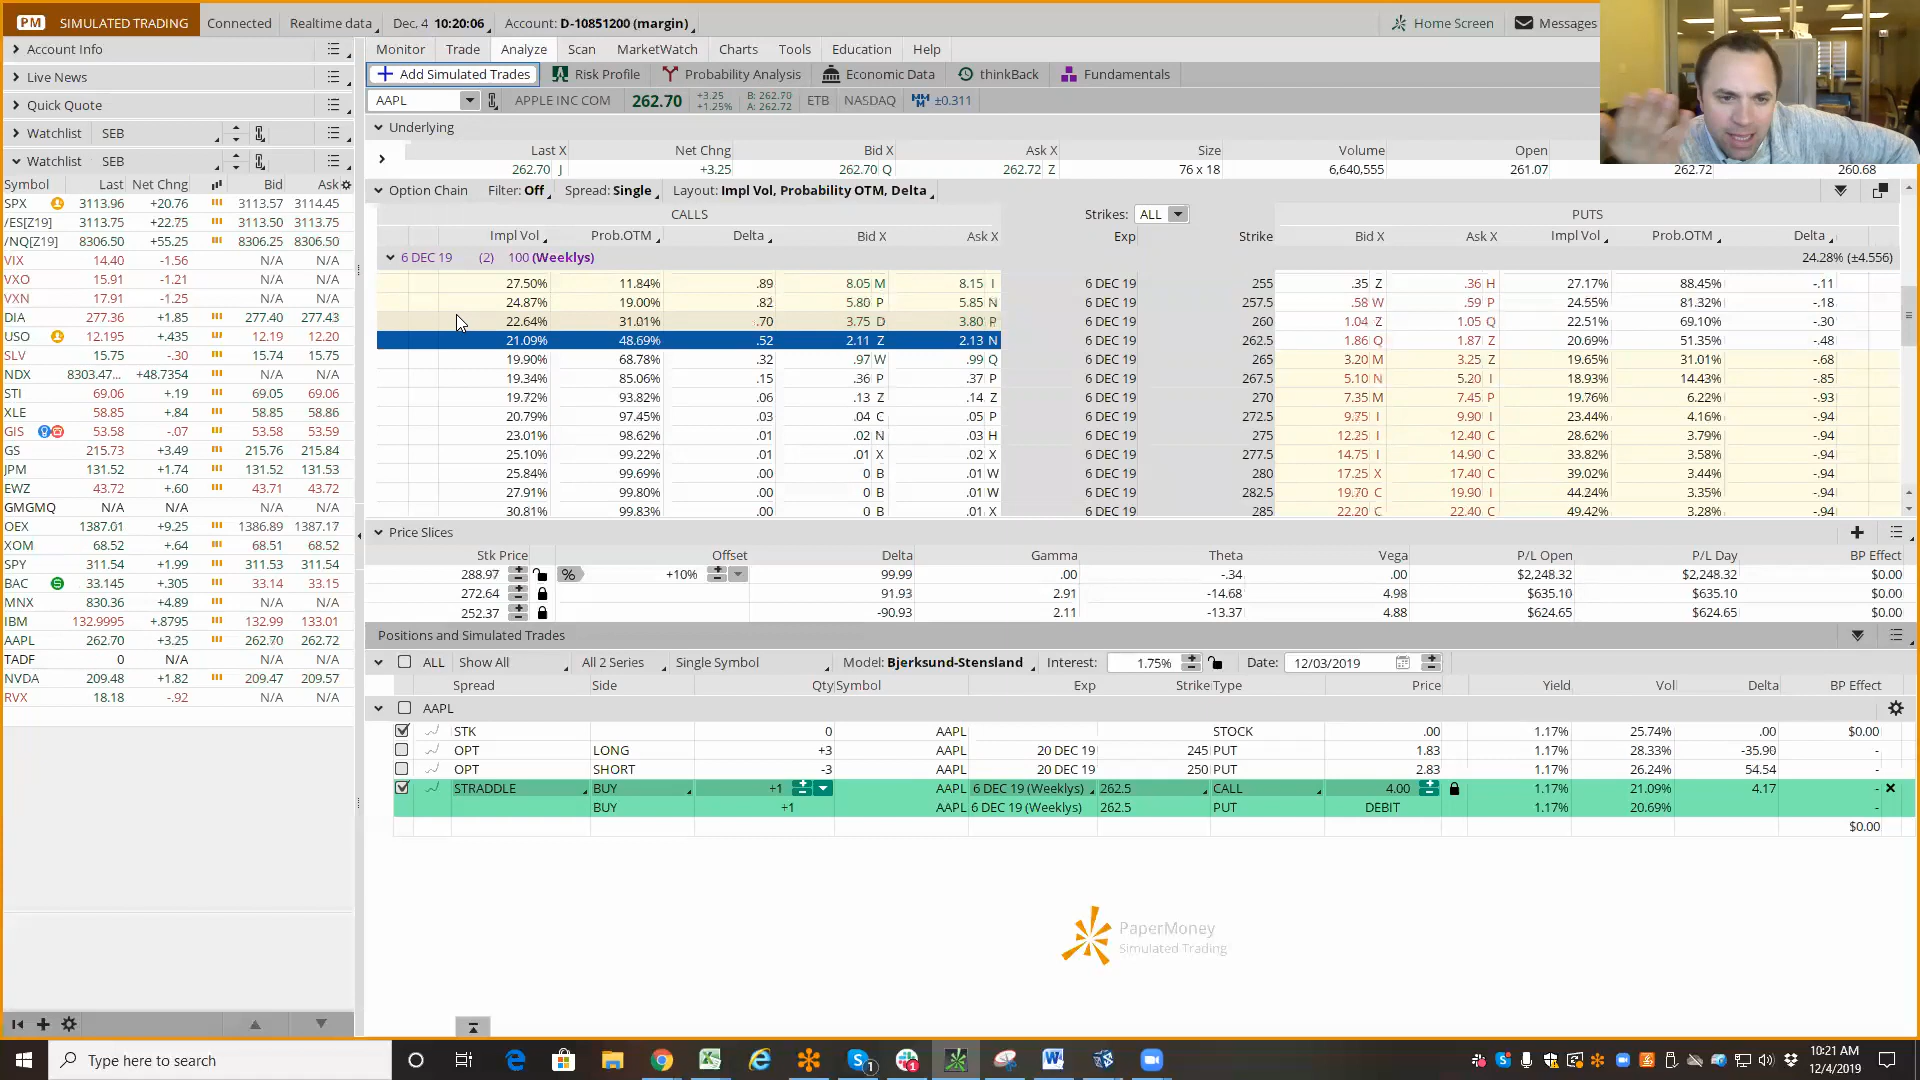 PM SIMULATED TRADING Connected Realtime data Dec, 4 10:20:06 Account: D-10851200 (margin) Home Screen Messages
Account Info
Live News
Quick Quote
Watchlist SEB
Watchlist SEB
Symbol Last Net Chng Bid Ask
SPX 3113.96 +20.76 3113.57 3114.45
/ES[Z19] 3113.75 +22.75 3113.50 3113.75
/NQ[Z19] 8306.50 +55.25 8306.25 8306.50
VIX 14.40 -1.56 N/A N/A
VXO 15.91 -1.21 N/A N/A
VXN 17.91 -1.25 N/A N/A
DIA 277.36 +1.85 277.40 277.43
USO 12.195 +.435 12.19 12.20
SLV 15.75 -.30 15.74 15.75
NDX 8303.47... +48.7354 N/A N/A
STI 69.06 +.19 69.03 69.06
XLE 58.85 +.84 58.85 58.86
GIS 53.58 -.07 53.58 53.59
GS 215.73 +3.49 215.76 215.84
JPM 131.52 +1.74 131.52 131.53
EWZ 43.72 +.60 43.71 43.72
GMGMQ N/A N/A N/A N/A
OEX 1387.01 +9.25 1386.89 1387.17
XOM 68.52 +.64 68.51 68.52
SPY 311.54 +1.99 311.53 311.54
BAC 33.145 +.305 33.14 33.15
MNX 830.36 +4.89 N/A N/A
IBM 132.9995 +.8795 132.99 133.01
AAPL 262.70 +3.25 262.70 262.72
TADF 0 N/A N/A N/A
NVDA 209.48 +1.82 209.47 209.57
RVX 18.18 -.92 N/A N/A
Monitor Trade Analyze Scan MarketWatch Charts Tools Education Help
Add Simulated Trades Risk Profile Probability Analysis Economic Data thinkBack Fundamentals
AAPL APPLE INC COM 262.70 +3.25 +1.25% B: 262.70 A: 262.72 ETB NASDAQ ±0.311
Underlying
Last X Net Chng Bid X Ask X Size Volume Open
262.70 J +3.25 262.70 Q 262.72 Z 76 x 18 6,640,555 261.07 262.72 260.68
Option Chain Filter: Off Spread: Single Layout: Impl Vol, Probability OTM, Delta
CALLS Strikes: ALL PUTS
Impl Vol Prob.OTM Delta Bid X Ask X Exp Strike Bid X Ask X Impl Vol Prob.OTM Delta
6 DEC 19 (2) 100 (Weeklys) 24.28% (±4.556)
27.50% 11.84% .89 8.05 M 8.15 I 6 DEC 19 255 .35 Z .36 H 27.17% 88.45% -.11
24.87% 19.00% .82 5.80 P 5.85 N 6 DEC 19 257.5 .58 W .59 P 24.55% 81.32% -.18
22.64% 31.01% .70 3.75 D 3.80 P 6 DEC 19 260 1.04 Z 1.05 Q 22.51% 69.10% -.30
21.09% 48.69% .52 2.11 Z 2.13 N 6 DEC 19 262.5 1.86 Q 1.87 Z 20.69% 51.35% -.48
19.90% 68.78% .32 .97 W .99 Q 6 DEC 19 265 3.20 M 3.25 Z 19.65% 31.01% -.68
19.34% 85.06% .15 .36 P .37 P 6 DEC 19 267.5 5.10 N 5.20 I 18.93% 14.43% -.85
19.72% 93.82% .06 .13 Z .14 Z 6 DEC 19 270 7.35 M 7.45 P 19.76% 6.22% -.93
20.79% 97.45% .03 .04 C .05 P 6 DEC 19 272.5 9.75 I 9.90 I 23.44% 4.16% -.94
23.01% 98.62% .01 .02 N .03 H 6 DEC 19 275 12.25 I 12.40 C 28.62% 3.79% -.94
25.10% 99.22% .01 .01 X .02 X 6 DEC 19 277.5 14.75 I 14.90 C 33.82% 3.58% -.94
25.84% 99.69% .00 0 B .01 W 6 DEC 19 280 17.25 X 17.40 C 39.02% 3.44% -.94
27.91% 99.80% .00 0 B .01 W 6 DEC 19 282.5 19.70 C 19.90 I 44.24% 3.35% -.94
30.81% 99.83% .00 0 B .01 X 6 DEC 19 285 22.20 C 22.40 C 49.42% 3.28% -.94
Price Slices
Stk Price Offset Delta Gamma Theta Vega P/L Open P/L Day BP Effect
288.97 % +10% 99.99 .00 -.34 .00 $2,248.32 $2,248.32 $0.00
272.64 91.93 2.91 -14.68 4.98 $635.10 $635.10 $0.00
252.37 -90.93 2.11 -13.37 4.88 $624.65 $624.65 $0.00
Positions and Simulated Trades
ALL Show All All 2 Series Single Symbol Model: Bjerksund-Stensland Interest: 1.75% Date: 12/03/2019
Spread Side Qty Symbol Exp Strike Type Price Yield Vol Delta BP Effect
AAPL
STK 0 AAPL STOCK .00 1.17% 25.74% .00 $0.00
OPT LONG +3 AAPL 20 DEC 19 245 PUT 1.83 1.17% 28.33% -35.90 -
OPT SHORT -3 AAPL 20 DEC 19 250 PUT 2.83 1.17% 26.24% 54.54 -
STRADDLE BUY +1 AAPL 6 DEC 19 (Weeklys) 262.5 CALL 4.00 1.17% 21.09% 4.17 -
BUY +1 AAPL 6 DEC 19 (Weeklys) 262.5 PUT DEBIT 1.17% 20.69% -
$0.00
PaperMoney
Simulated Trading
Type here to search
10:21 AM
12/4/2019